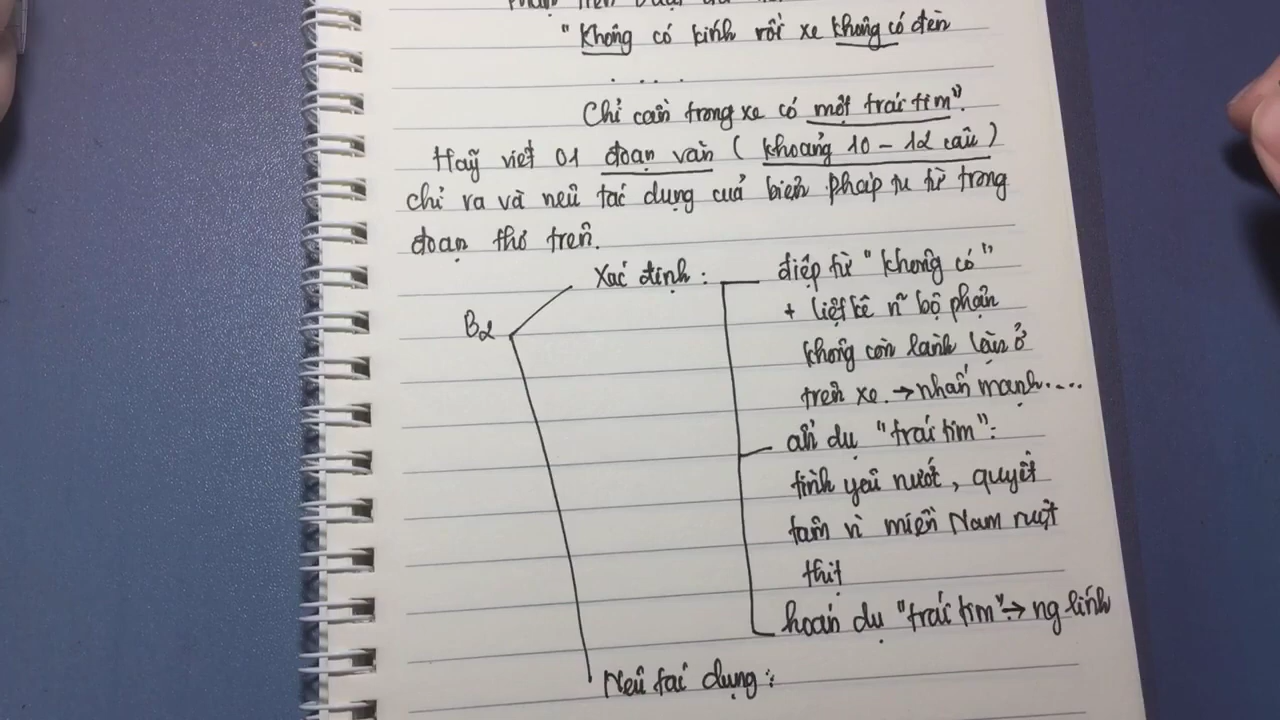 "Không có kính rồi xe không có đèn
....
Chỉ cần trong xe có một trái tim".
Hãy viết 01 đoạn văn (khoảng 10 - 12 câu)
chỉ ra và nêu tác dụng của biện pháp tu từ trong
đoạn thơ trên.
Xác định :
điệp từ "không có"
B2
+ liệt kê n~ bộ phận
không còn lành lặn ở
trên xe. → nhấn mạnh....
ẩn dụ "trái tim":
tình yêu nước, quyết
tâm vì miền Nam ruột
thịt
hoán dụ "trái tim" → ng lính
Nêu tác dụng :